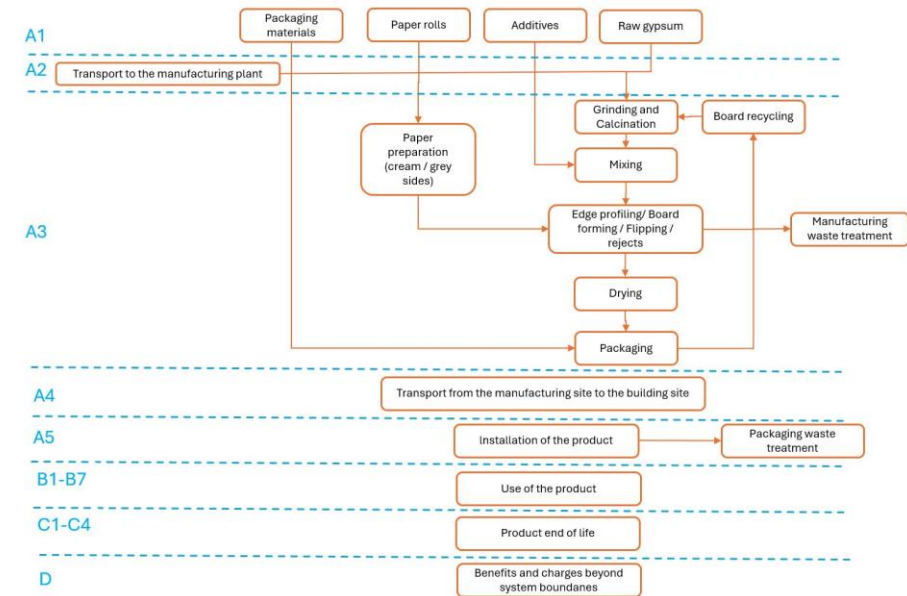 A1
Packaging
materials
Paper rolls
Additives
Raw gypsum
A2
Transport to the manufacturing plant
A3
Grinding and
Calcination
Board recycling
Paper
preparation
(cream / grey
sides)
Mixing
Edge profiling/ Board
forming / Flipping /
rejects
Manufacturing
waste treatment
Drying
Packaging
A4
Transport from the manufacturing site to the building site
A5
Installation of the product
Packaging waste
treatment
B1-B7
Use of the product
C1-C4
Product end of life
D
Benefits and charges beyond
system boundanes